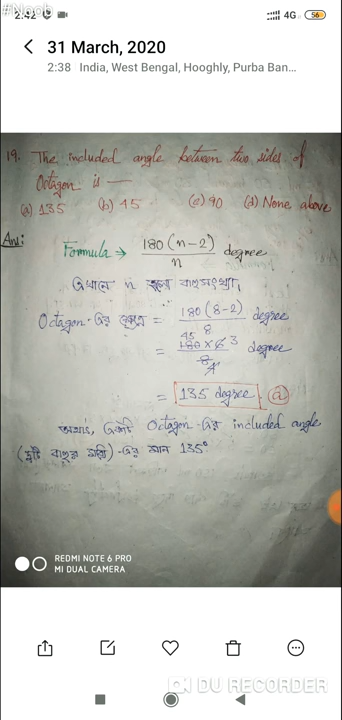 #Noob
2:42 4G 56
31 March, 2020
2:38 India, West Bengal, Hooghly, Purba Ban...
19. The included angle between two sides of
Octagon is —
(a) 135 (b) 45 (c) 90 (d) None above
Ans:
Formula → 180(n-2)/n degree
এখানে n হলো বাহুসংখ্যা।
Octagon-এর ক্ষেত্রে = 180(8-2)/8 degree
= 45 180×6 3/8 4 degree
= 135 degree. (a)
অর্থাৎ, একটি Octagon-এর included angle
(দুটি বাহুর মধ্যে)-এর মান 135°
REDMI NOTE 6 PRO
MI DUAL CAMERA
DU RECORDER